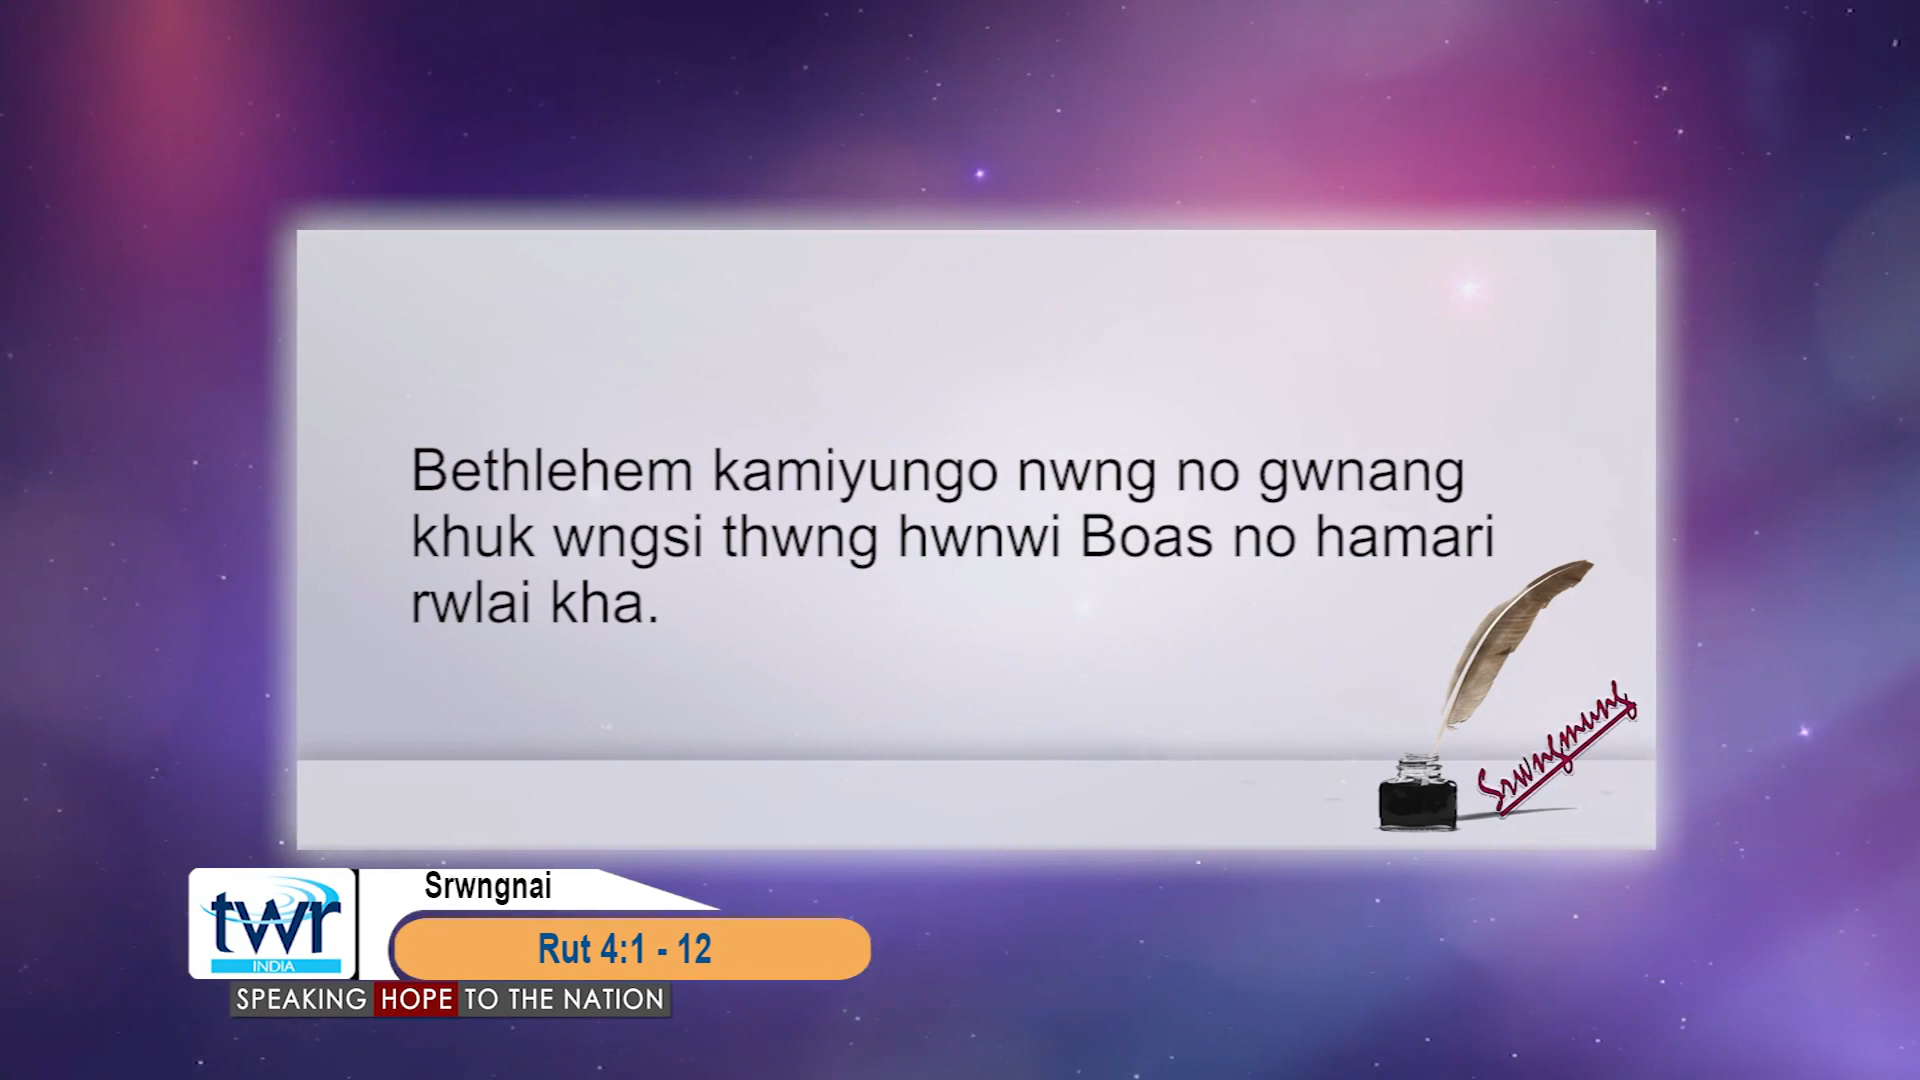 Bethlehem kamiyungo nwng no gwnang
khuk wngsi thwng hwnwi Boas no hamari
rwlai kha.
Srwngmung
twr
INDIA
Srwngnai
Rut 4:1 - 12
SPEAKING HOPE TO THE NATION